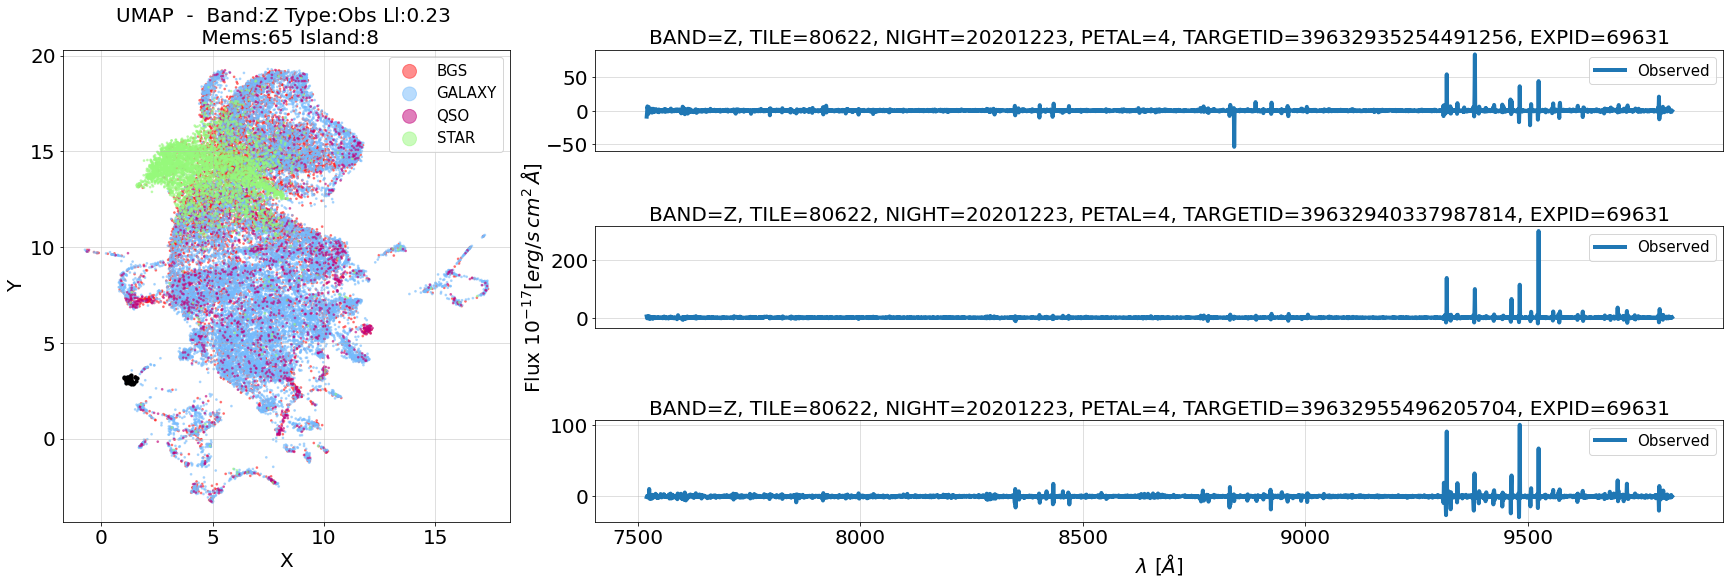 UMAP  -  Band:Z Type:Obs Ll:0.23
Mems:65 Island:8
BGS
GALAXY
QSO
STAR
20
15
10
5
0
Y
0
5
10
15
X
BAND=Z, TILE=80622, NIGHT=20201223, PETAL=4, TARGETID=39632935254491256, EXPID=69631
Observed
50
0
−50
BAND=Z, TILE=80622, NIGHT=20201223, PETAL=4, TARGETID=39632940337987814, EXPID=69631
Observed
200
0
Flux 10⁻¹⁷[erg/s cm² Å]
BAND=Z, TILE=80622, NIGHT=20201223, PETAL=4, TARGETID=39632955496205704, EXPID=69631
Observed
100
0
7500
8000
8500
9000
9500
λ [Å]